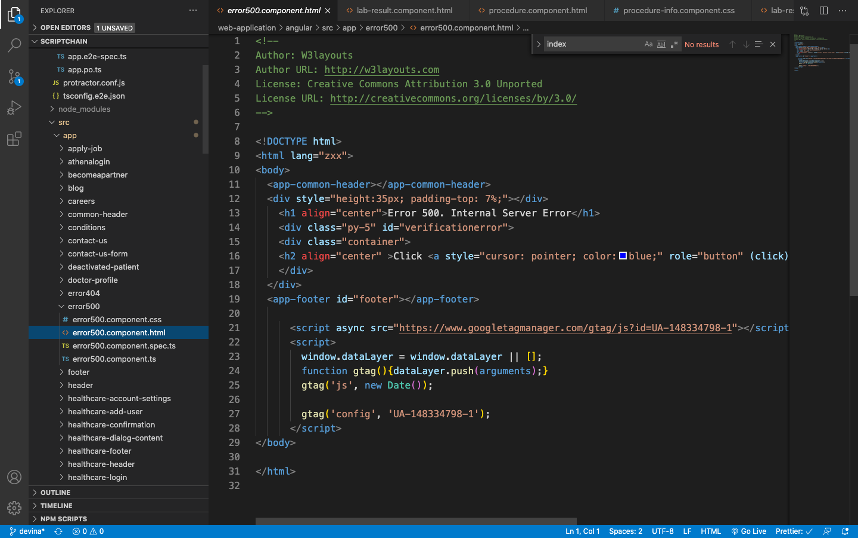 EXPLORER
OPEN EDITORS 1 UNSAVED
SCRIPTCHAIN
TS app.e2e-spec.ts
TS app.po.ts
JS protractor.conf.js
{} tsconfig.e2e.json
node_modules
src
app
apply-job
athenalogin
becomeapartner
blog
careers
common-header
conditions
contact-us
contact-us-form
deactivated-patient
doctor-profile
error404
error500
# error500.component.css
<> error500.component.html
TS error500.component.spec.ts
TS error500.component.ts
footer
header
healthcare-account-settings
healthcare-add-user
healthcare-confirmation
healthcare-dialog-content
healthcare-footer
healthcare-header
healthcare-login
OUTLINE
TIMELINE
NPM SCRIPTS
1
1
<> error500.component.html × <> lab-result.component.html <> procedure.component.html # procedure-info.component.css <> lab-res
web-application > angular > src > app > error500 > <> error500.component.html > ...
index Aa ab .* No results
1 <!--
2 Author: W3layouts
3 Author URL: http://w3layouts.com
4 License: Creative Commons Attribution 3.0 Unported
5 License URL: http://creativecommons.org/licenses/by/3.0/
6 -->
7
8 <!DOCTYPE html>
9 <html lang="zxx">
10 <body>
11 <app-common-header></app-common-header>
12 <div style="height:35px; padding-top: 7%;"></div>
13 <h1 align="center">Error 500. Internal Server Error</h1>
14 <div class="py-5" id="verificationerror">
15 <div class="container">
16 <h2 align="center" >Click <a style="cursor: pointer; color:blue;" role="button" (click)
17 </div>
18 </div>
19 <app-footer id="footer"></app-footer>
20
21 <script async src="https://www.googletagmanager.com/gtag/js?id=UA-148334798-1"></script
22 <script>
23 window.dataLayer = window.dataLayer || [];
24 function gtag(){dataLayer.push(arguments);}
25 gtag('js', new Date());
26
27 gtag('config', 'UA-148334798-1');
28 </script>
29 </body>
30
31 </html>
32
devina* 0 0 Ln 1, Col 1 Spaces: 2 UTF-8 LF HTML Go Live Prettier: ✓